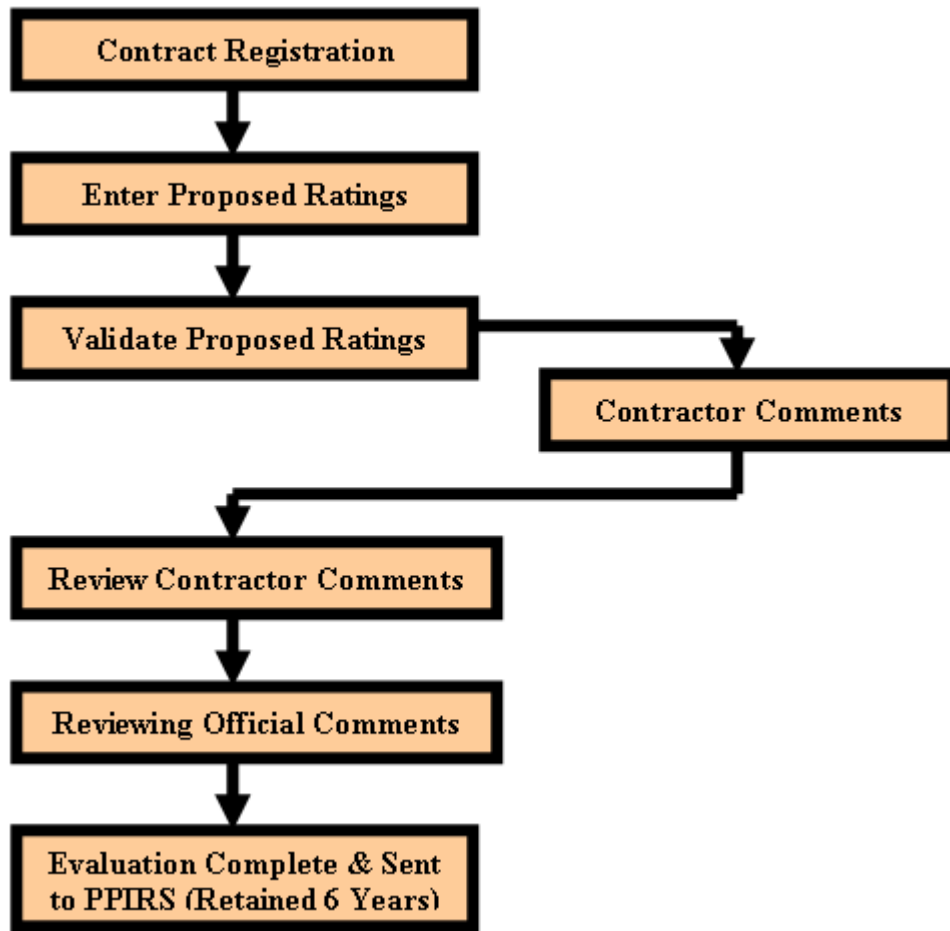 Contract Registration
Enter Proposed Ratings
Validate Proposed Ratings
Contractor Comments
Review Contractor Comments
Reviewing Official Comments
Evaluation Complete & Sent
to PPIRS (Retained 6 Years)